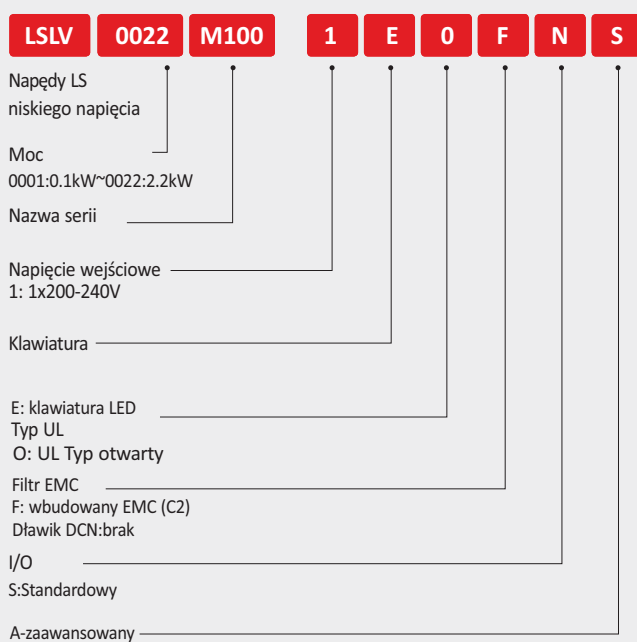 LSLV 0022 M100 1 E 0 F N S
Napędy LS
niskiego napięcia
Moc
0001:0.1kW~0022:2.2kW
Nazwa serii
Napięcie wejściowe
1: 1x200-240V
Klawiatura
E: klawiatura LED
Typ UL
O: UL Typ otwarty
Filtr EMC
F: wbudowany EMC (C2)
Dławik DCN:brak
I/O
S:Standardowy
A-zaawansowany